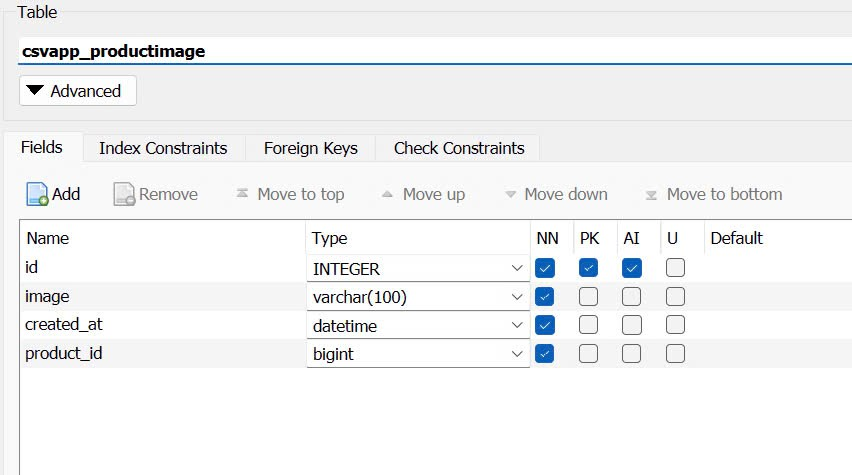 Table
csvapp_productimage
Advanced
Fields Index Constraints Foreign Keys Check Constraints
Add Remove Move to top Move up Move down Move to bottom
Name Type NN PK AI U Default
id INTEGER
image varchar(100)
created_at datetime
product_id bigint